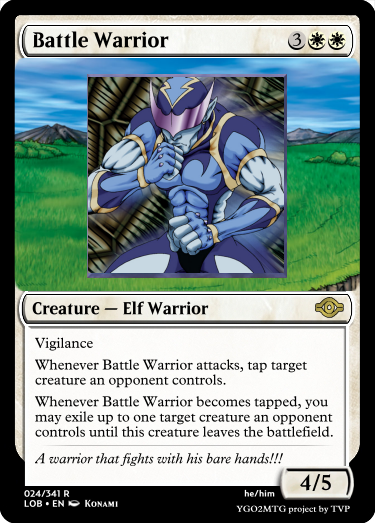 Battle Warrior 3
Creature — Elf Warrior
Vigilance
Whenever Battle Warrior attacks, tap target
creature an opponent controls.
Whenever Battle Warrior becomes tapped, you
may exile up to one target creature an opponent
controls until this creature leaves the battlefield.
A warrior that fights with his bare hands!!!
4/5
024/341 R
he/him
LOB • EN Konami
YGO2MTG project by TVP